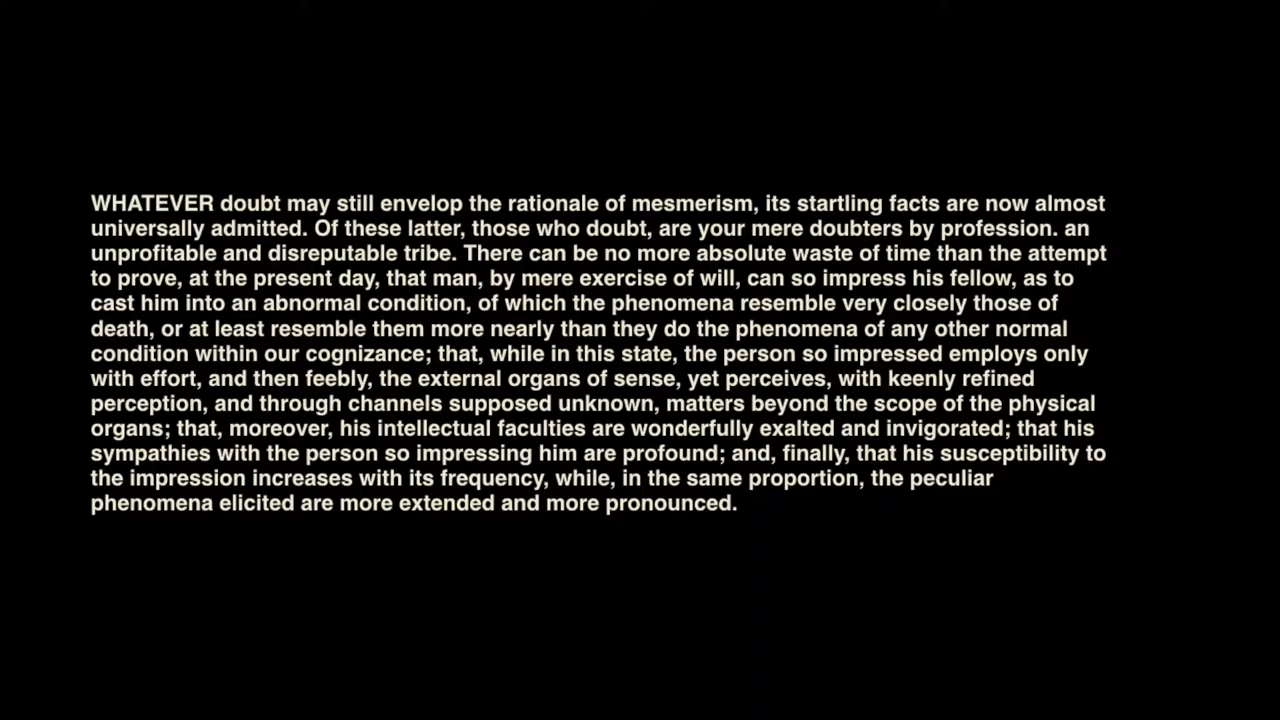 WHATEVER doubt may still envelop the rationale of mesmerism, its startling facts are now almost
universally admitted. Of these latter, those who doubt, are your mere doubters by profession. an
unprofitable and disreputable tribe. There can be no more absolute waste of time than the attempt
to prove, at the present day, that man, by mere exercise of will, can so impress his fellow, as to
cast him into an abnormal condition, of which the phenomena resemble very closely those of
death, or at least resemble them more nearly than they do the phenomena of any other normal
condition within our cognizance; that, while in this state, the person so impressed employs only
with effort, and then feebly, the external organs of sense, yet perceives, with keenly refined
perception, and through channels supposed unknown, matters beyond the scope of the physical
organs; that, moreover, his intellectual faculties are wonderfully exalted and invigorated; that his
sympathies with the person so impressing him are profound; and, finally, that his susceptibility to
the impression increases with its frequency, while, in the same proportion, the peculiar
phenomena elicited are more extended and more pronounced.